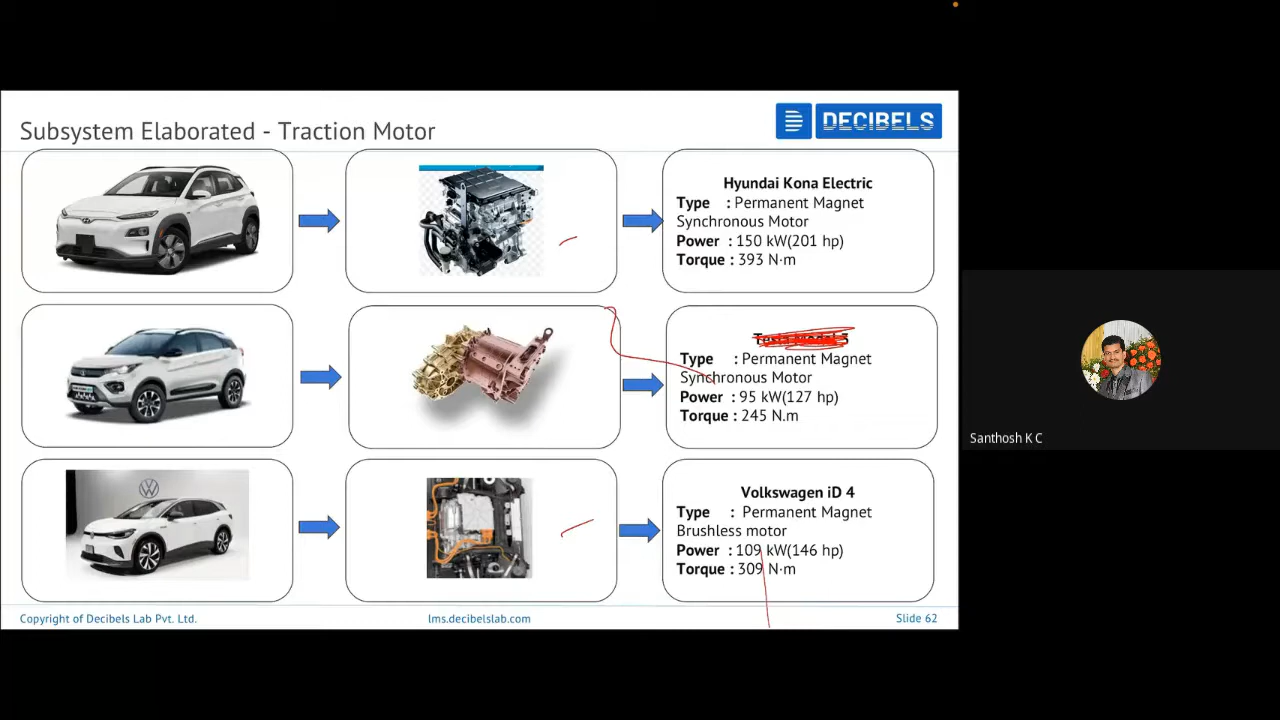 Subsystem Elaborated - Traction Motor
DECIBELS
Hyundai Kona Electric
Type : Permanent Magnet
Synchronous Motor
Power : 150 kW(201 hp)
Torque : 393 N·m
Tesla Model 3
Type : Permanent Magnet
Synchronous Motor
Power : 95 kW(127 hp)
Torque : 245 N.m
Volkswagen iD 4
Type : Permanent Magnet
Brushless motor
Power : 109 kW(146 hp)
Torque : 309 N·m
Copyright of Decibels Lab Pvt. Ltd.
lms.decibelslab.com
Slide 62
Santhosh K C